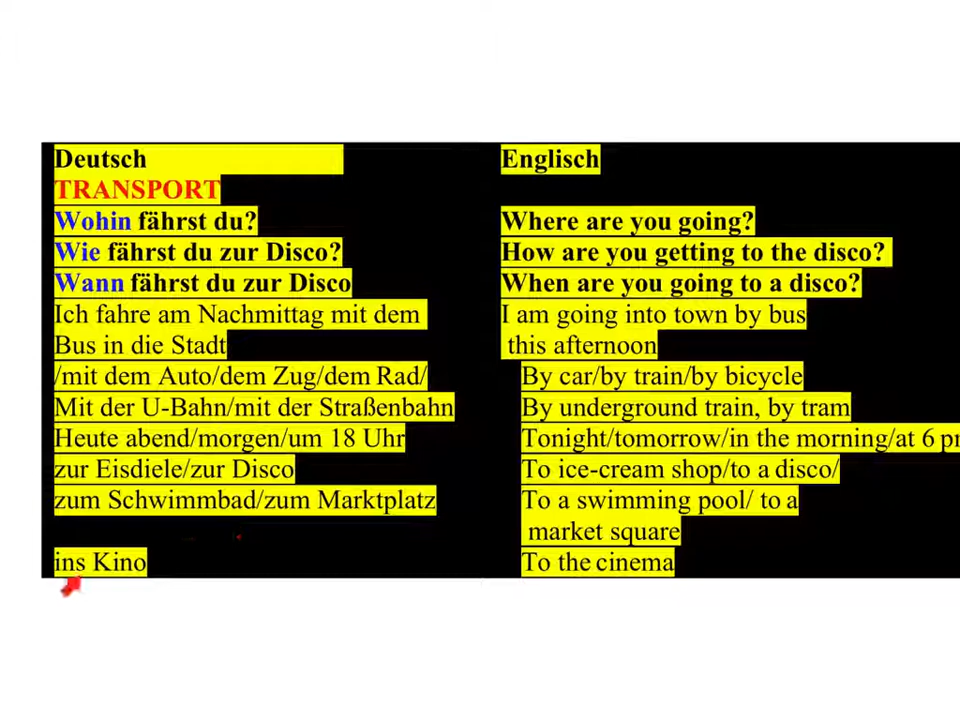 Deutsch
TRANSPORT
Wohin fährst du?
Wie fährst du zur Disco?
Wann fährst du zur Disco
Ich fahre am Nachmittag mit dem
Bus in die Stadt
/mit dem Auto/dem Zug/dem Rad/
Mit der U-Bahn/mit der Straßenbahn
Heute abend/morgen/um 18 Uhr
zur Eisdiele/zur Disco
zum Schwimmbad/zum Marktplatz
ins Kino
Englisch
Where are you going?
How are you getting to the disco?
When are you going to a disco?
I am going into town by bus
this afternoon
By car/by train/by bicycle
By underground train, by tram
Tonight/tomorrow/in the morning/at 6
To ice-cream shop/to a disco/
To a swimming pool/ to a
market square
To the cinema